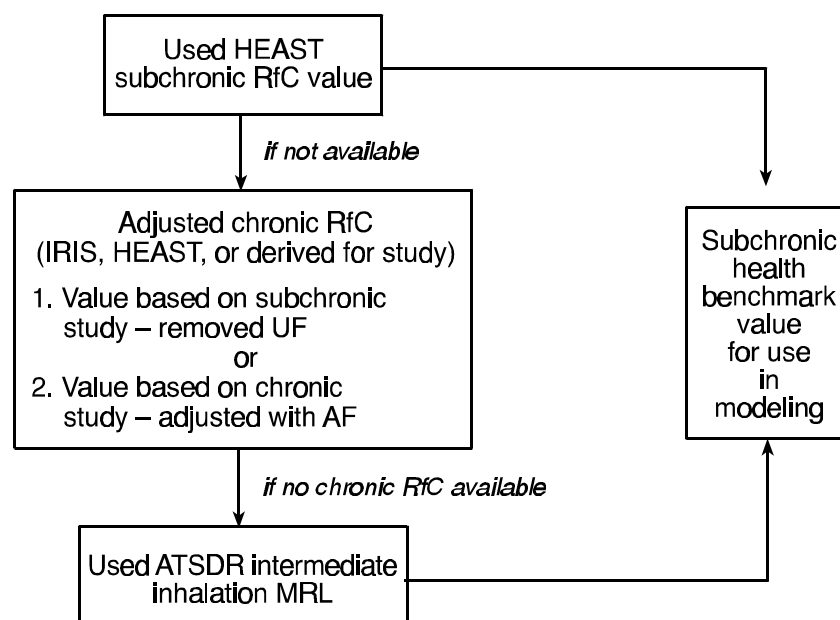 Used HEAST
subchronic RfC value
if not available
Adjusted chronic RfC
(IRIS, HEAST, or derived for study)
1. Value based on subchronic
study – removed UF
or
2. Value based on chronic
study – adjusted with AF
if no chronic RfC available
Used ATSDR intermediate
inhalation MRL
Subchronic
health
benchmark
value
for use
in
modeling